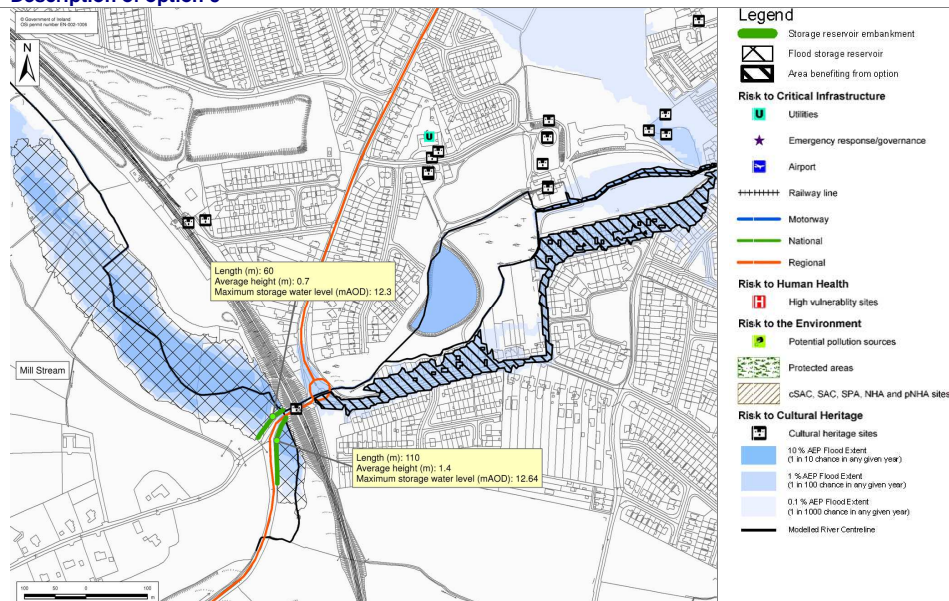 Description of option 3
© Government of Ireland
OSi permit number EN-002-1006
N
Length (m): 60
Average height (m): 0.7
Maximum storage water level (mAOD): 12.3
Mill Stream
Length (m): 110
Average height (m): 1.4
Maximum storage water level (mAOD): 12.64
100 50 0 100
m
Legend
Storage reservoir embankment
Flood storage reservoir
Area benefiting from option
Risk to Critical Infrastructure
U Utilities
Emergency response/governance
Airport
Railway line
Motorway
National
Regional
Risk to Human Health
H High vulnerablity sites
Risk to the Environment
Potential pollution sources
Protected areas
cSAC, SAC, SPA, NHA and pNHA sites
Risk to Cultural Heritage
Cultural heritage sites
10 % AEP Flood Extent
(1 in 10 chance in any given year)
1 % AEP Flood Extent
(1 in 100 chance in any given year)
0.1 % AEP Flood Extent
(1 in 1000 chance in any given year)
Modelled River Centreline
U